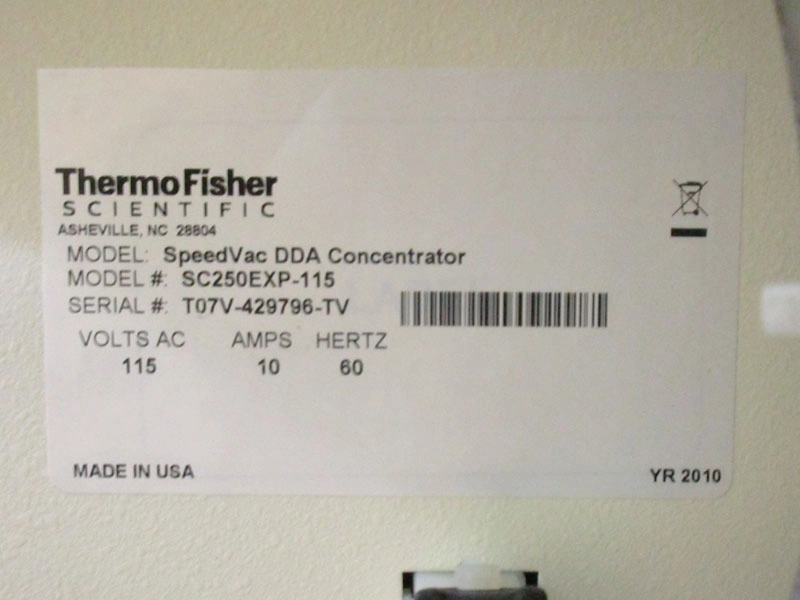 ThermoFisher
SCIENTIFIC
ASHEVILLE, NC 28804
MODEL: SpeedVac DDA Concentrator
MODEL #: SC250EXP-115
SERIAL #: T07V-429796-TV
VOLTS AC AMPS HERTZ
115 10 60
MADE IN USA YR 2010